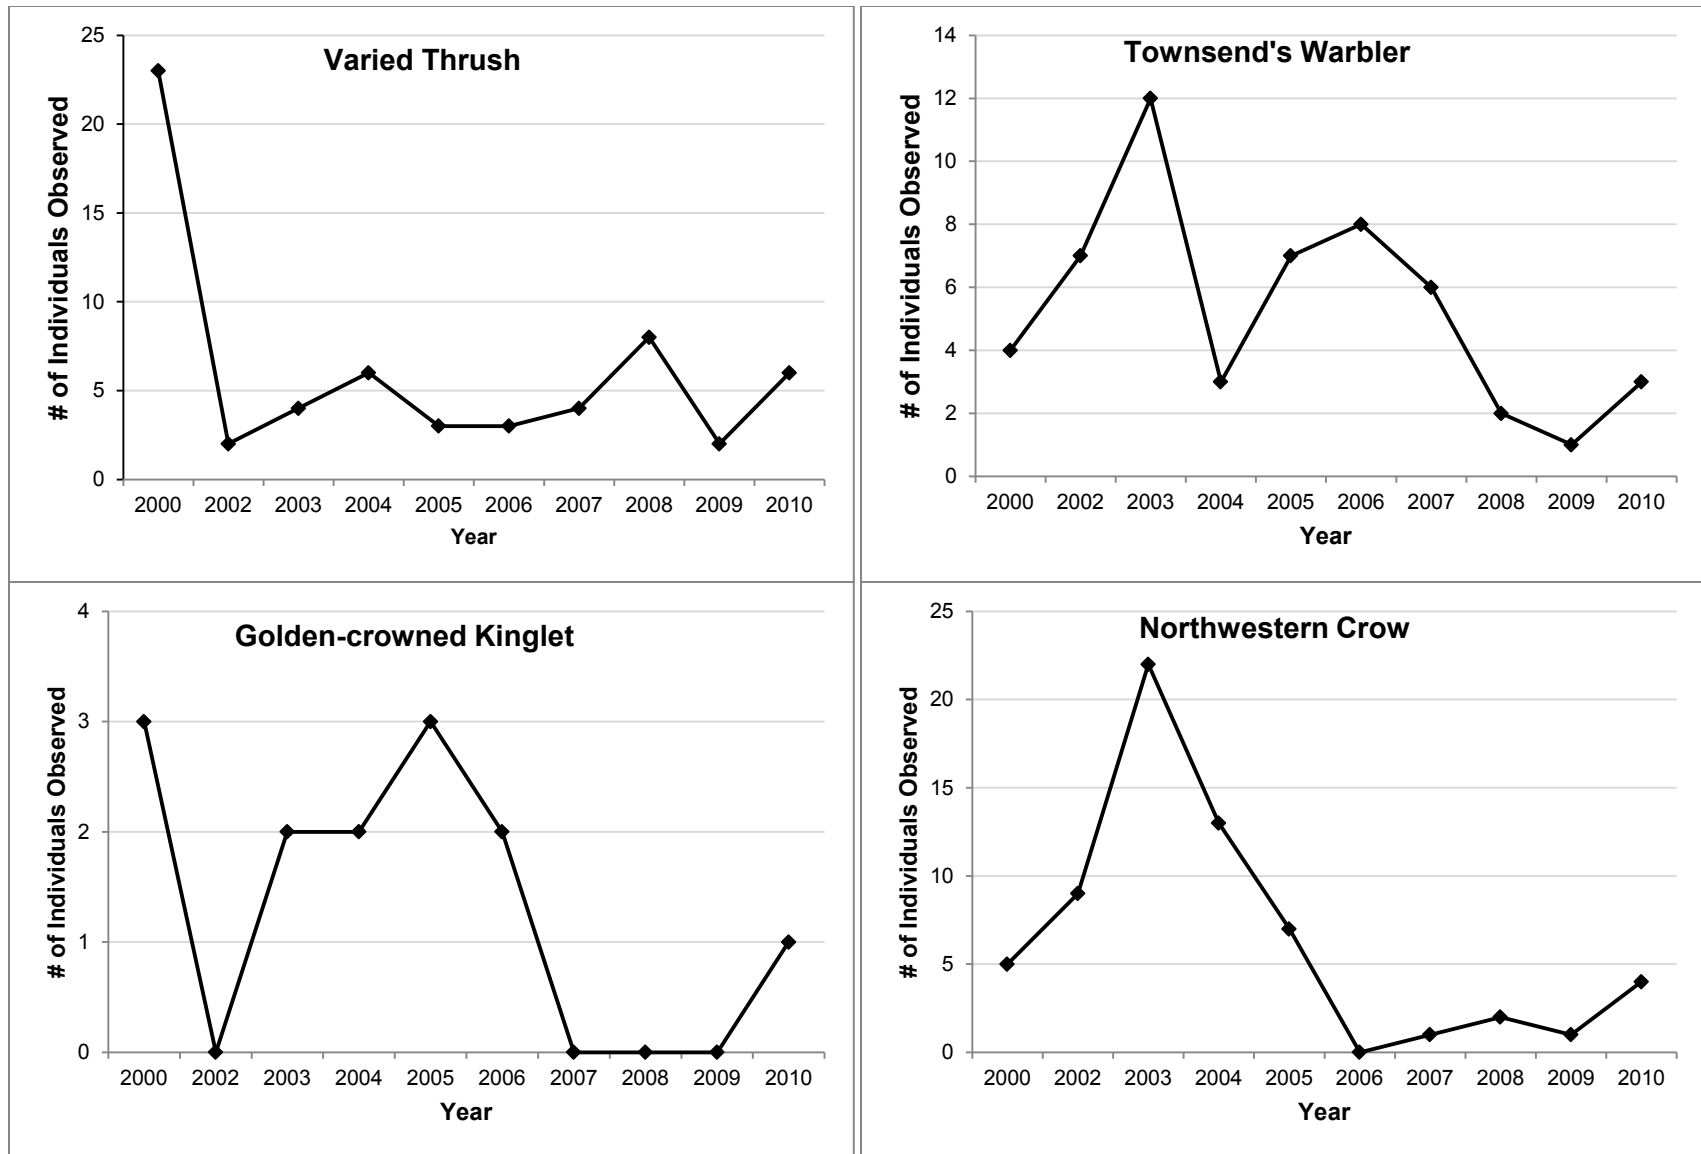 Varied Thrush
# of Individuals Observed
25
20
15
10
5
0
2000 2002 2003 2004 2005 2006 2007 2008 2009 2010
Year
Townsend's Warbler
# of Individuals Observed
14
12
10
8
6
4
2
0
2000 2002 2003 2004 2005 2006 2007 2008 2009 2010
Year
Golden-crowned Kinglet
# of Individuals Observed
4
3
2
1
0
2000 2002 2003 2004 2005 2006 2007 2008 2009 2010
Year
Northwestern Crow
# of Individuals Observed
25
20
15
10
5
0
2000 2002 2003 2004 2005 2006 2007 2008 2009 2010
Year